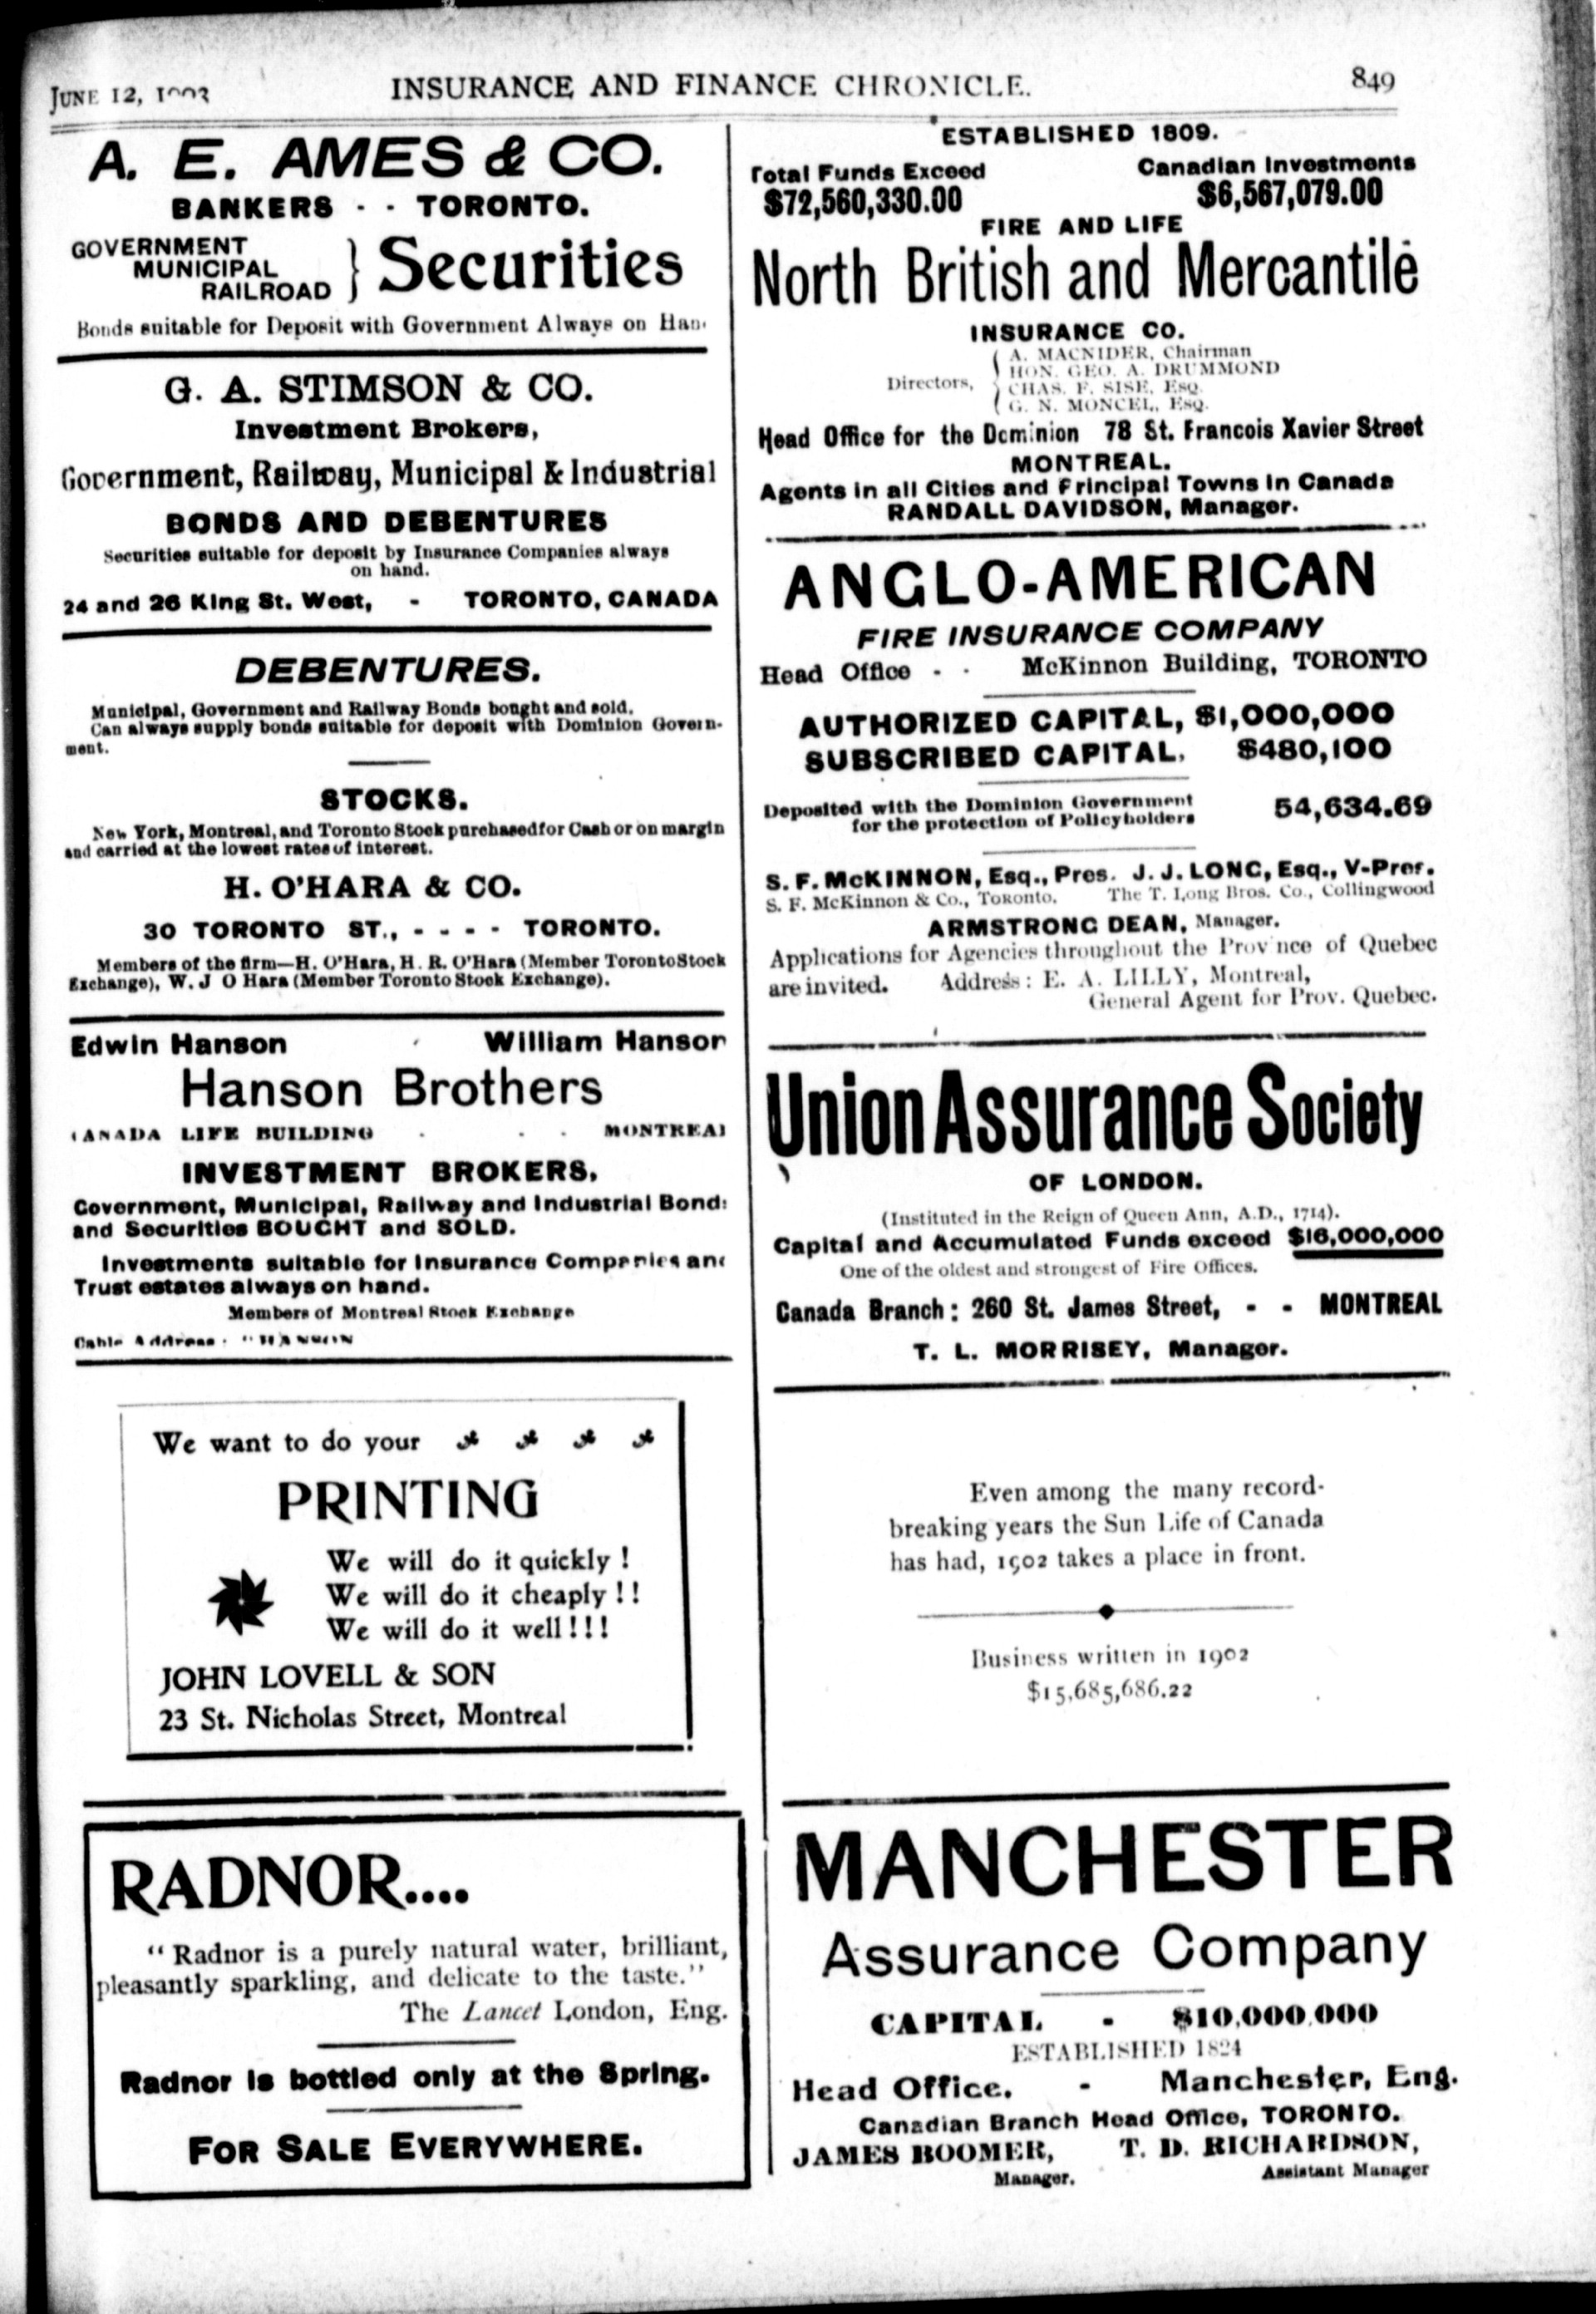 JUNE 12,
INSURANCE AND FINANCE CHRONICLE.
849
A. E. AMES & CO.
BANKERS - - TORONTO.
GOVERNMENT
MUNICIPAL
RAILROAD
} Securities
Bonds suitable for Deposit with Government Always on
G. A. STIMSON & CO.
Investment Brokers,
Government, Railway, Municipal & Industrial
BONDS AND DEBENTURES
Securities suitable for deposit by Insurance Companies always
on hand.
24 and 26 King St. West, - TORONTO, CANADA
DEBENTURES.
Municipal, Government and Railway Bonds bought and sold.
Can always supply bonds suitable for deposit with Dominion Govern-
ment.
STOCKS.
New York, Montreal, and Toronto Stock purchased for Cash or on margin
and carried at the lowest rates of interest.
H. O'HARA & CO.
30 TORONTO ST., - - - - TORONTO.
Members of the firm—H. O'Hara, H. R. O'Hara (Member Toronto Stock
Exchange), W. J O Hara (Member Toronto Stock Exchange).
Edwin Hanson William Hanson
Hanson Brothers
CANADA LIFE BUILDING . . . MONTREAL
INVESTMENT BROKERS,
Government, Municipal, Railway and Industrial Bonds
and Securities BOUGHT and SOLD.
Investments suitable for Insurance Companies and
Trust estates always on hand.
Members of Montreal Stock Exchange
Cable Address : "HANSON
We want to do your
PRINTING
We will do it quickly !
We will do it cheaply ! !
We will do it well ! ! !
JOHN LOVELL & SON
23 St. Nicholas Street, Montreal
RADNOR....
" Radnor is a purely natural water, brilliant,
pleasantly sparkling, and delicate to the taste."
The Lancet London, Eng.
Radnor is bottled only at the Spring.
FOR SALE EVERYWHERE.
ESTABLISHED 1809.
Total Funds Exceed Canadian Investments
$72,560,330.00 $6,567,079.00
FIRE AND LIFE
North British and Mercantile
INSURANCE CO.
Directors,
A. MACNIDER, Chairman
HON. GEO. A. DRUMMOND
CHAS. F. SISE, ESQ.
G. N. MONCEL, ESQ.
Head Office for the Dominion 78 St. Francois Xavier Street
MONTREAL.
Agents in all Cities and Principal Towns in Canada
RANDALL DAVIDSON, Manager.
ANGLO-AMERICAN
FIRE INSURANCE COMPANY
Head Office - - McKinnon Building, TORONTO
AUTHORIZED CAPITAL, $1,000,000
SUBSCRIBED CAPITAL, $480,100
Deposited with the Dominion Government
for the protection of Policyholders
54,634.69
S. F. McKINNON, Esq., Pres. J. J. LONG, Esq., V-Pres.
S. F. McKinnon & Co., Toronto. The T. Long Bros. Co., Collingwood
ARMSTRONG DEAN, Manager.
Applications for Agencies throughout the Province of Quebec
are invited. Address : E. A. LILLY, Montreal,
General Agent for Prov. Quebec.
Union Assurance Society
OF LONDON.
(Instituted in the Reign of Queen Ann, A.D., 1714).
Capital and Accumulated Funds exceed $16,000,000
One of the oldest and strongest of Fire Offices.
Canada Branch : 260 St. James Street, - - MONTREAL
T. L. MORRISEY, Manager.
Even among the many record-
breaking years the Sun Life of Canada
has had, 1902 takes a place in front.
Business written in 1902
$15,685,686.22
MANCHESTER
Assurance Company
CAPITAL - $10,000,000
ESTABLISHED 1824
Head Office, - Manchester, Eng.
Canadian Branch Head Office, TORONTO.
JAMES BOOMER, T. D. RICHARDSON,
Manager. Assistant Manager